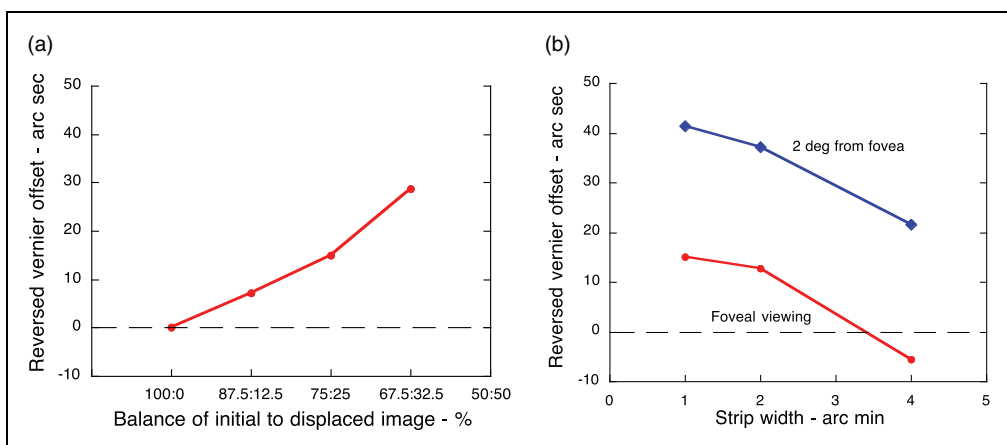 (a)
Reversed vernier offset - arc sec
50
40
30
20
10
0
-10
100:0 87.5:12.5 75:25 67.5:32.5 50:50
Balance of initial to displaced image - %
(b)
Reversed vernier offset - arc sec
50
40
30
20
10
0
-10
2 deg from fovea
Foveal viewing
0 1 2 3 4 5
Strip width - arc min